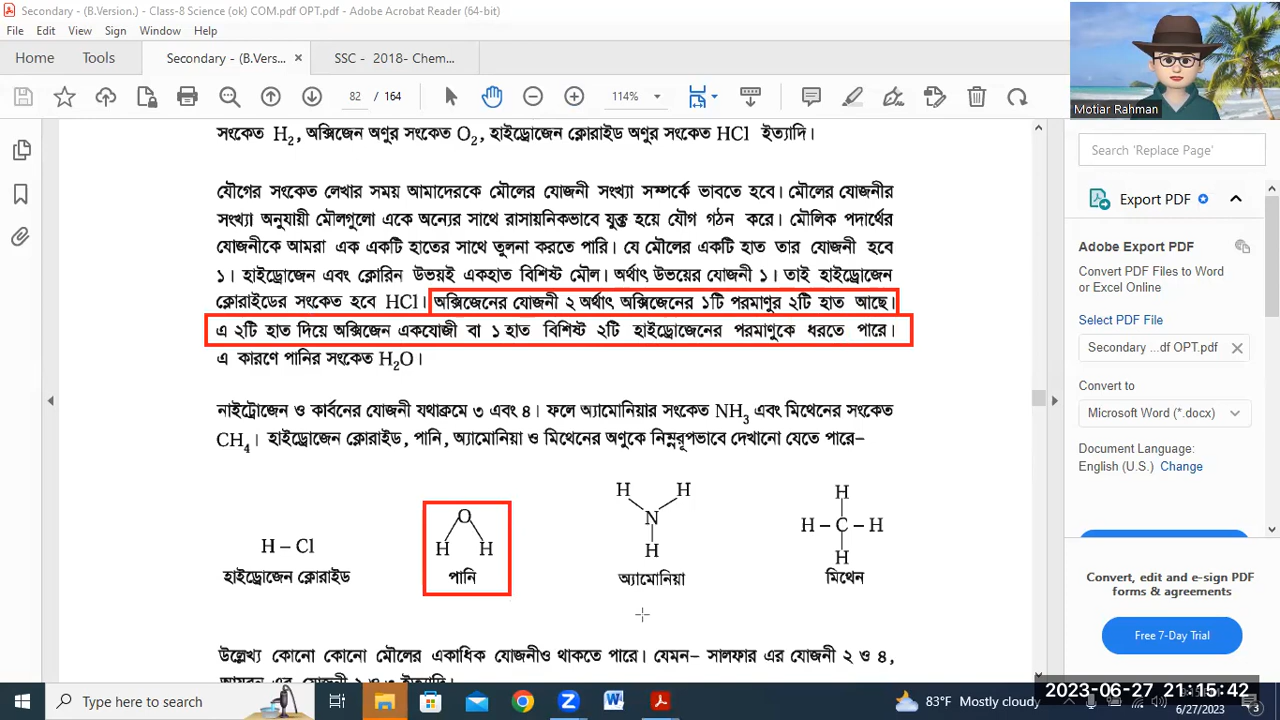 Secondary - (B.Version.) - Class-8 Science (ok) COM.pdf OPT.pdf - Adobe Acrobat Reader (64-bit)
File Edit View Sign Window Help
Home Tools Secondary - (B.Vers... × SSC - 2018- Chem...
82 / 164 114%
Motiar Rahman
সংকেত H2, অক্সিজেন অণুর সংকেত O2, হাইড্রোজেন ক্লোরাইড অণুর সংকেত HCl ইত্যাদি।
যৌগের সংকেত লেখার সময় আমাদেরকে মৌলের যোজনী সংখ্যা সম্পর্কে ভাবতে হবে। মৌলের যোজনীর
সংখ্যা অনুযায়ী মৌলগুলো একে অন্যের সাথে রাসায়নিকভাবে যুক্ত হয়ে যৌগ গঠন করে। মৌলিক পদার্থের
যোজনীকে আমরা এক একটি হাতের সাথে তুলনা করতে পারি। যে মৌলের একটি হাত তার যোজনী হবে
১। হাইড্রোজেন এবং ক্লোরিন উভয়ই একহাত বিশিষ্ট মৌল। অর্থাৎ উভয়ের যোজনী ১। তাই হাইড্রোজেন
ক্লোরাইডের সংকেত হবে HCl। অক্সিজেনের যোজনী ২ অর্থাৎ অক্সিজেনের ১টি পরমাণুর ২টি হাত আছে।
এ ২টি হাত দিয়ে অক্সিজেন একযোজী বা ১ হাত বিশিষ্ট ২টি হাইড্রোজেনের পরমাণুকে ধরতে পারে।
এ কারণে পানির সংকেত H2O।
নাইট্রোজেন ও কার্বনের যোজনী যথাক্রমে ৩ এবং ৪। ফলে অ্যামোনিয়ার সংকেত NH3 এবং মিথেনের সংকেত
CH4। হাইড্রোজেন ক্লোরাইড, পানি, অ্যামোনিয়া ও মিথেনের অণুকে নিম্নরূপভাবে দেখানো যেতে পারে–
H H H
O N H – C – H
H – Cl H H H H
হাইড্রোজেন ক্লোরাইড পানি অ্যামোনিয়া মিথেন
উল্লেখ্য কোনো কোনো মৌলের একাধিক যোজনীও থাকতে পারে। যেমন– সালফার এর যোজনী ২ ও ৪,
Search 'Replace Page'
Export PDF
Adobe Export PDF
Convert PDF Files to Word
or Excel Online
Select PDF File
Secondary ...df OPT.pdf ×
Convert to
Microsoft Word (*.docx)
Document Language:
English (U.S.) Change
Convert, edit and e-sign PDF
forms & agreements
Free 7-Day Trial
Type here to search
83°F Mostly cloudy
2023-06-27 21:15:42
6/27/2023